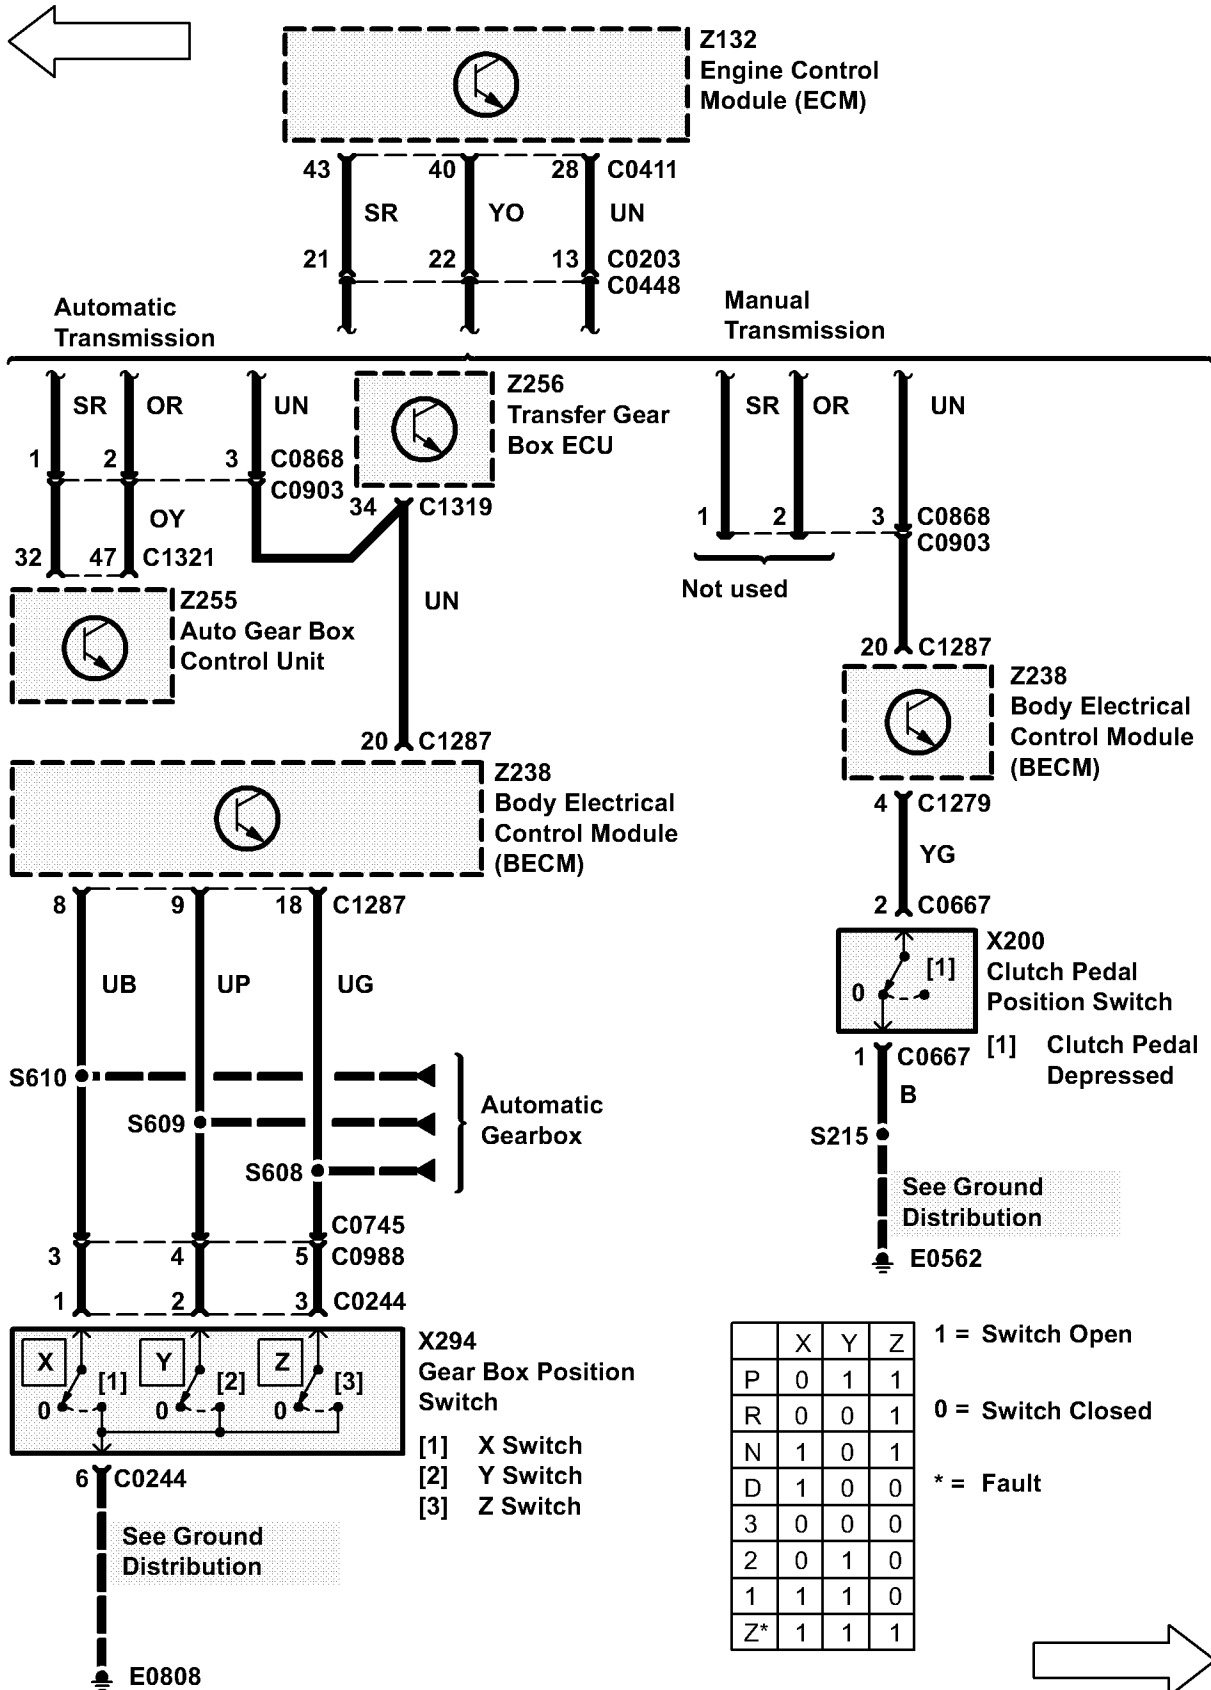 Z132
Engine Control
Module (ECM)
43 40 28 C0411
SR YO UN
21 22 13 C0203
C0448
Automatic
Transmission
Manual
Transmission
SR OR UN
Z256
Transfer Gear
Box ECU
1 2 3 C0868
C0903
34 C1319
OY
32 47 C1321
Z255
Auto Gear Box
Control Unit
UN
20 C1287
Z238
Body Electrical
Control Module
(BECM)
8 9 18 C1287
UB UP UG
S610
S609
S608
Automatic
Gearbox
C0745
3 4 5 C0988
1 2 3 C0244
X Y Z
[1] [2] [3]
0 0 0
X294
Gear Box Position
Switch
[1] X Switch
[2] Y Switch
[3] Z Switch
6 C0244
See Ground
Distribution
E0808
SR OR UN
1 2 3 C0868
C0903
Not used
20 C1287
Z238
Body Electrical
Control Module
(BECM)
4 C1279
YG
2 C0667
[1]
0
X200
Clutch Pedal
Position Switch
[1] Clutch Pedal
Depressed
1 C0667
B
S215
See Ground
Distribution
E0562
X Y Z
P 0 1 1
R 0 0 1
N 1 0 1
D 1 0 0
3 0 0 0
2 0 1 0
1 1 1 0
Z* 1 1 1
1 = Switch Open
0 = Switch Closed
* = Fault